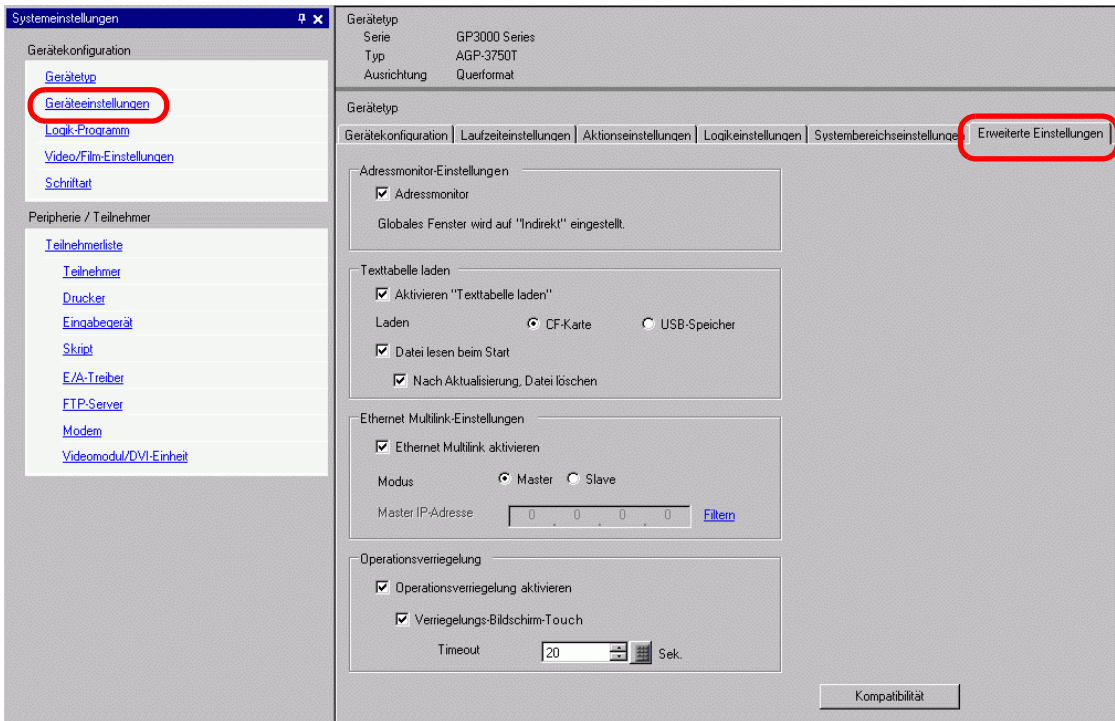 Systemeinstellungen
Gerätekonfiguration
Gerätetyp
Geräteeinstellungen
Logik-Programm
Video/Film-Einstellungen
Schriftart
Peripherie / Teilnehmer
Teilnehmerliste
Teilnehmer
Drucker
Eingabegerät
Skript
E/A-Treiber
FTP-Server
Modem
Videomodul/DVI-Einheit
Gerätetyp
Serie GP3000 Series
Typ AGP-3750T
Ausrichtung Querformat
Gerätetyp
Gerätekonfiguration Laufzeiteinstellungen Aktionseinstellungen Logikeinstellungen Systembereichseinstellungen Erweiterte Einstellungen
Adressmonitor-Einstellungen
Adressmonitor
Globales Fenster wird auf "Indirekt" eingestellt.
Texttabelle laden
Aktivieren "Texttabelle laden"
Laden CF-Karte USB-Speicher
Datei lesen beim Start
Nach Aktualisierung, Datei löschen
Ethernet Multilink-Einstellungen
Ethernet Multilink aktivieren
Modus Master Slave
Master IP-Adresse 0 . 0 . 0 . 0 Filtern
Operationsverriegelung
Operationsverriegelung aktivieren
Verriegelungs-Bildschirm-Touch
Timeout 20 Sek.
Kompatibilität